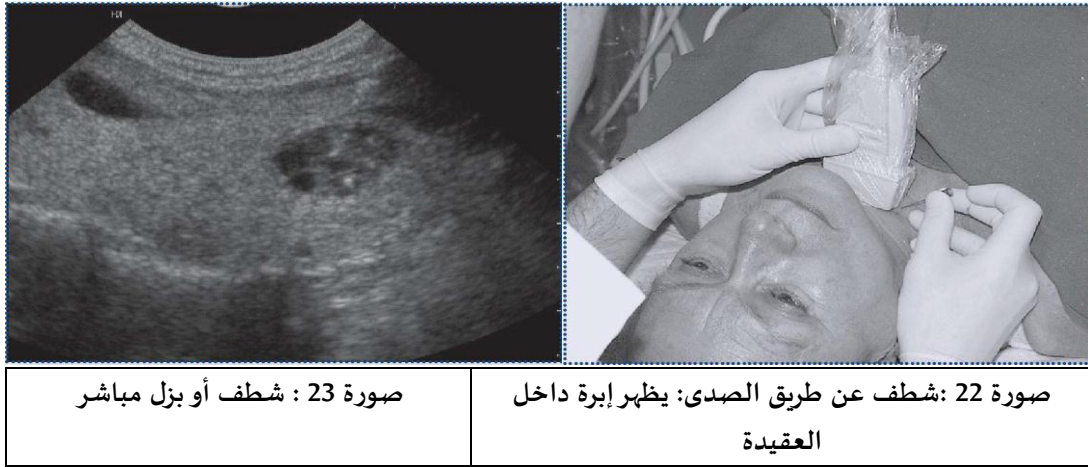 صورة 22 :شطف عن طريق الصدى: يظهر إبرة داخل
العقيدة
صورة 23 : شطف أو بزل مباشر